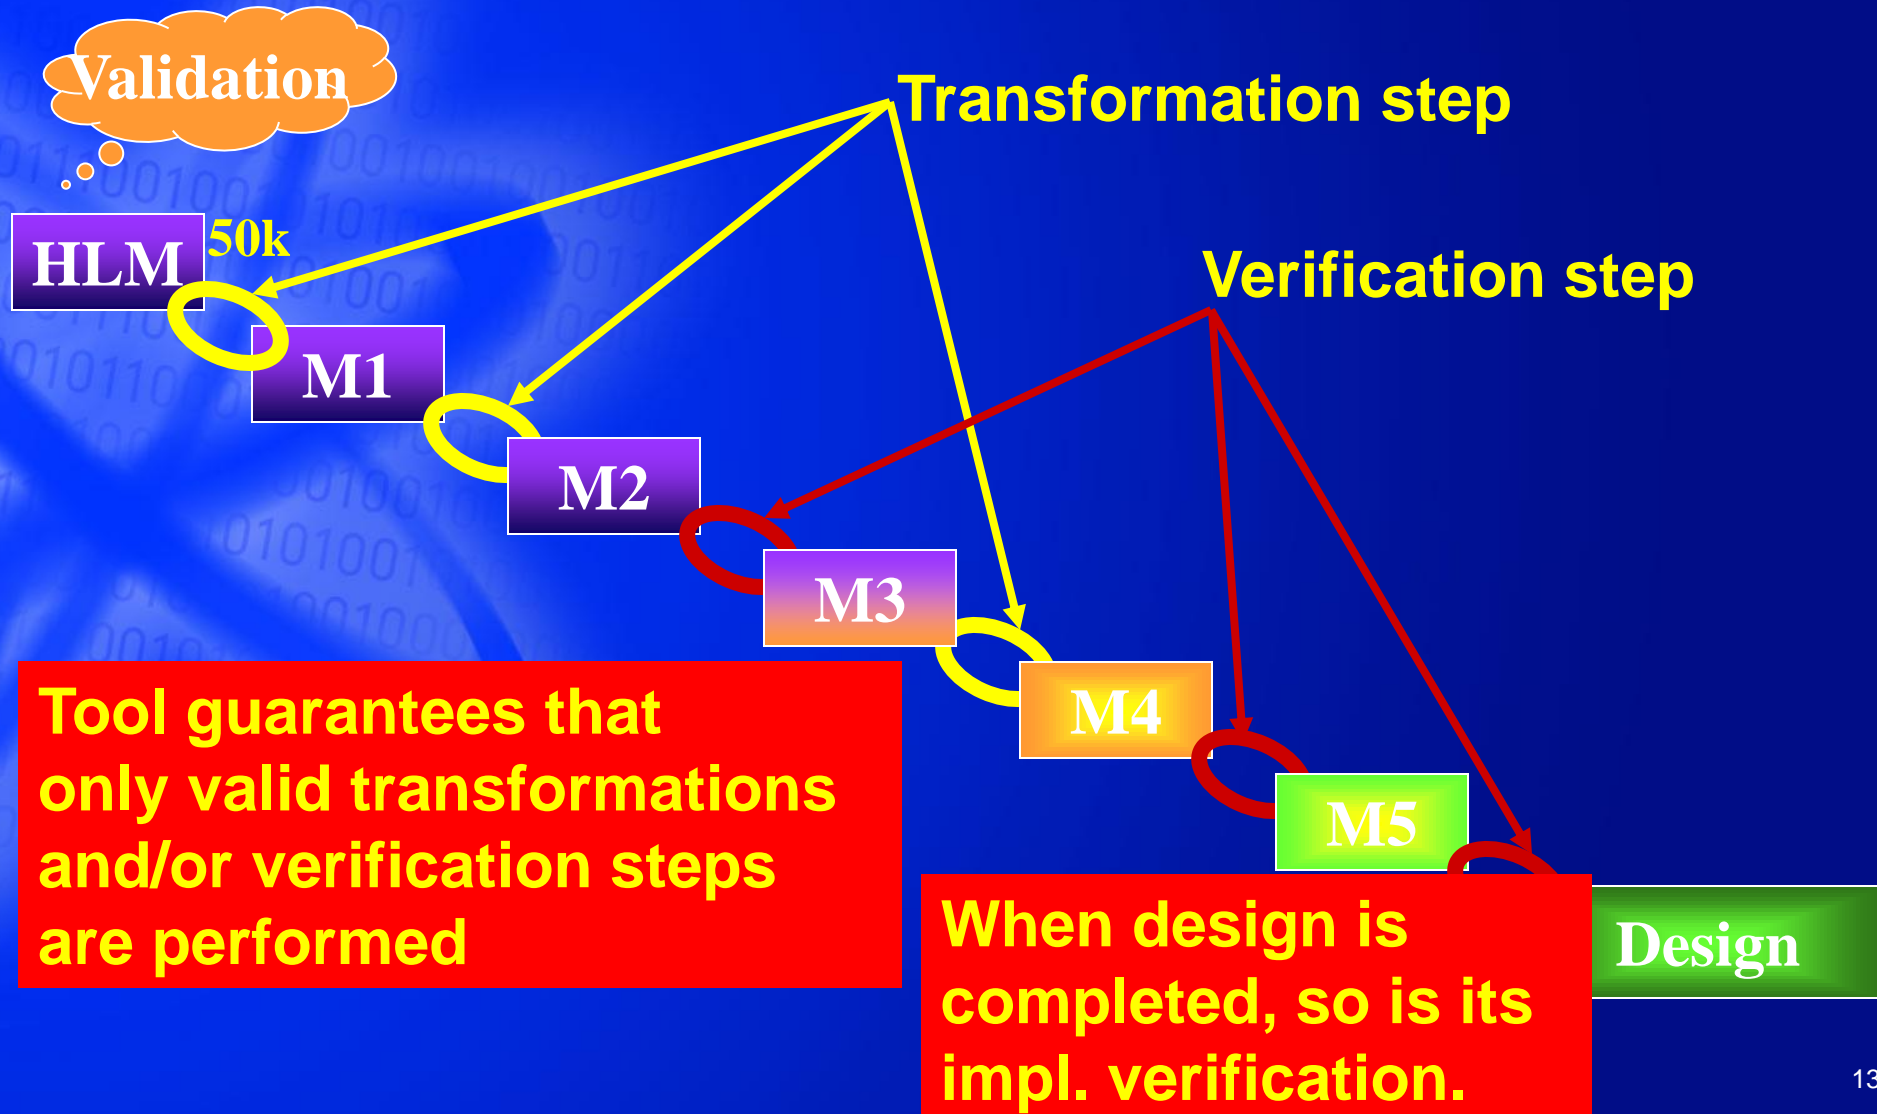 Validation
Transformation step
HLM
50k
Verification step
M1
M2
M3
M4
M5
Tool guarantees that
only valid transformations
and/or verification steps
are performed
When design is
completed, so is its
impl. verification.
Design
13